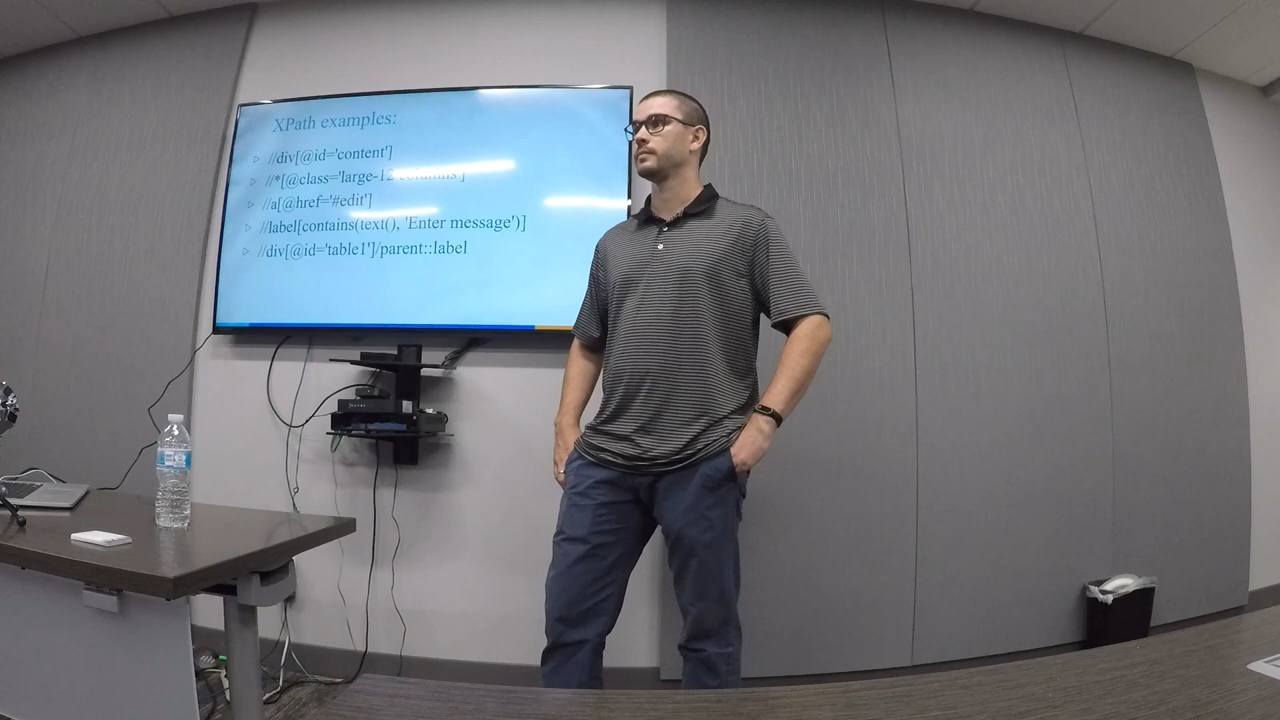 XPath examples:
▷ //div[@id='content']
▷ //*[@class='large-12 columns']
▷ //a[@href='#edit']
▷ //label[contains(text(), 'Enter message')]
▷ //div[@id='table1']/parent::label